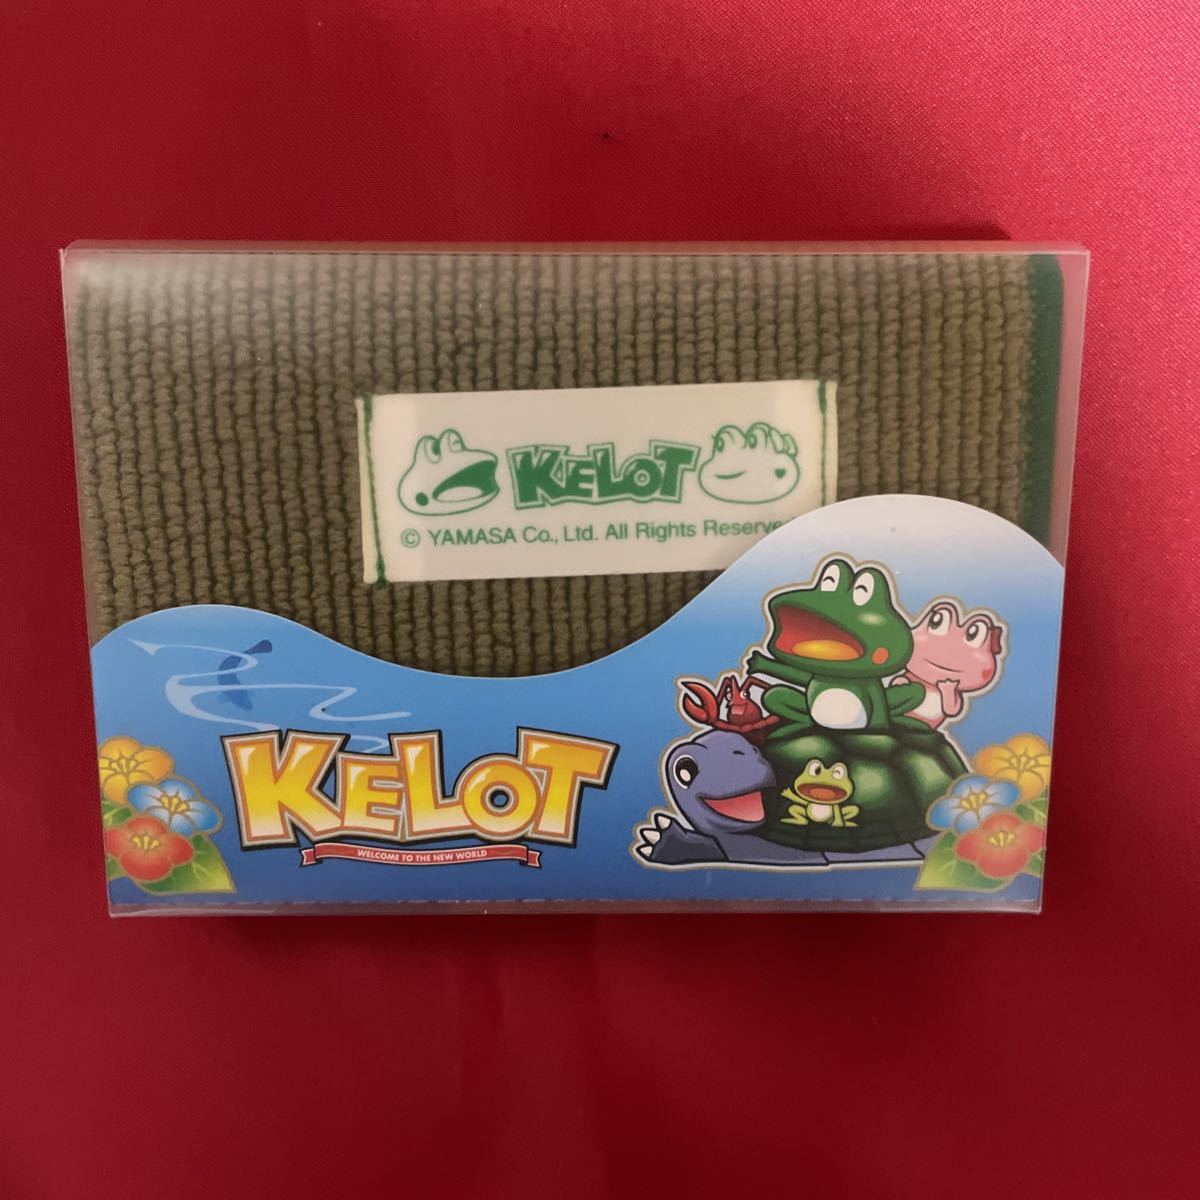 KELOT
© YAMASA Co., Ltd. All Rights Reserve
KELOT
WELCOME TO THE NEW WORLD